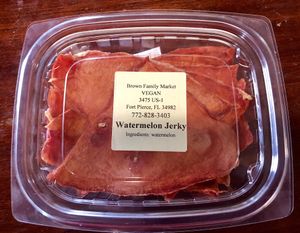 Brown Family Market
VEGAN
3475 US-1
Fort Pierce, FL 34982
772-828-3403
Watermelon Jerky
Ingredients: watermelon